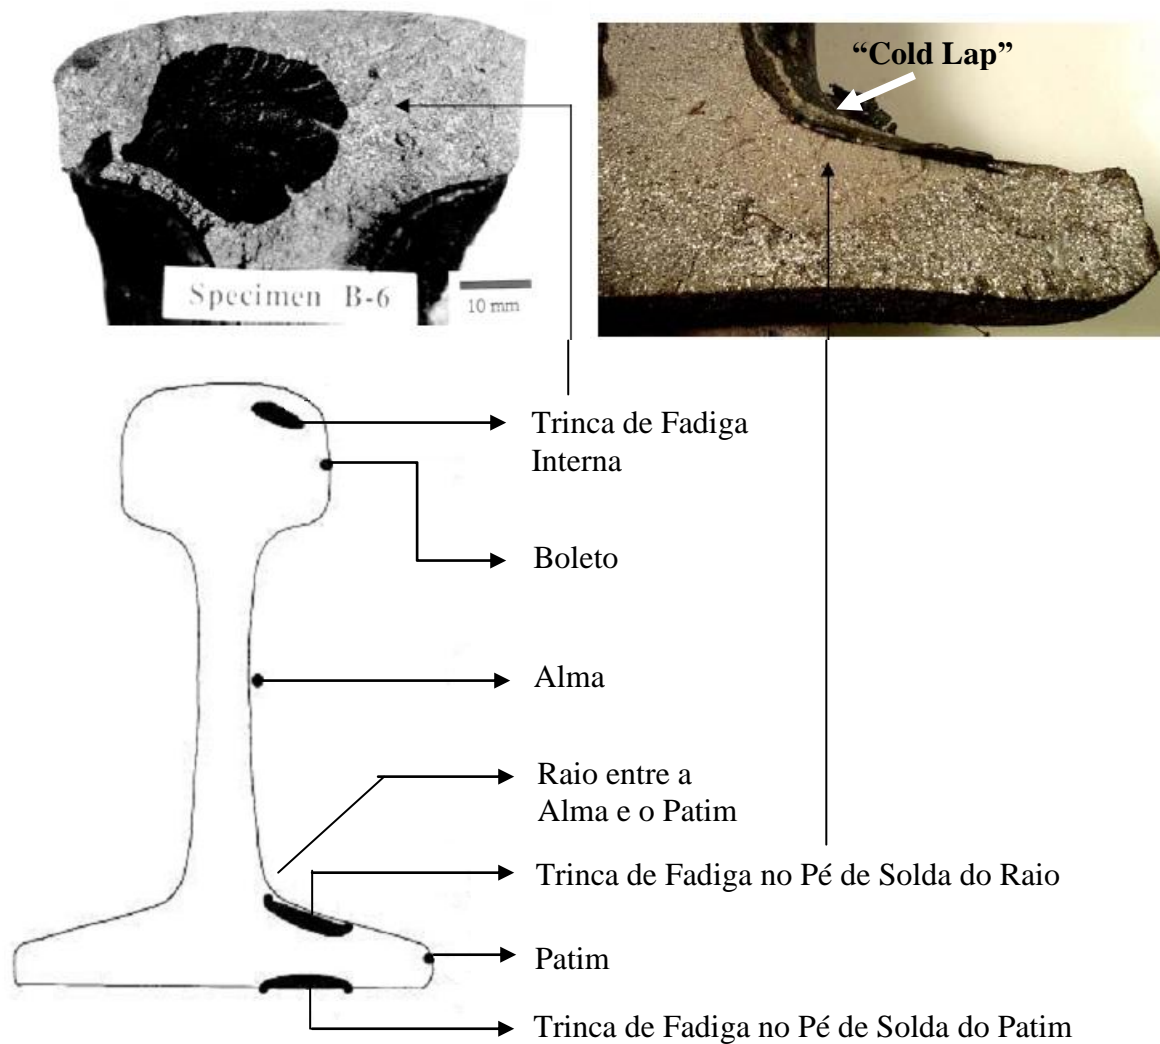 “Cold Lap”
Specimen B-6
10 mm
Trinca de Fadiga
Interna
Boleto
Alma
Raio entre a
Alma e o Patim
Trinca de Fadiga no Pé de Solda do Raio
Patim
Trinca de Fadiga no Pé de Solda do Patim